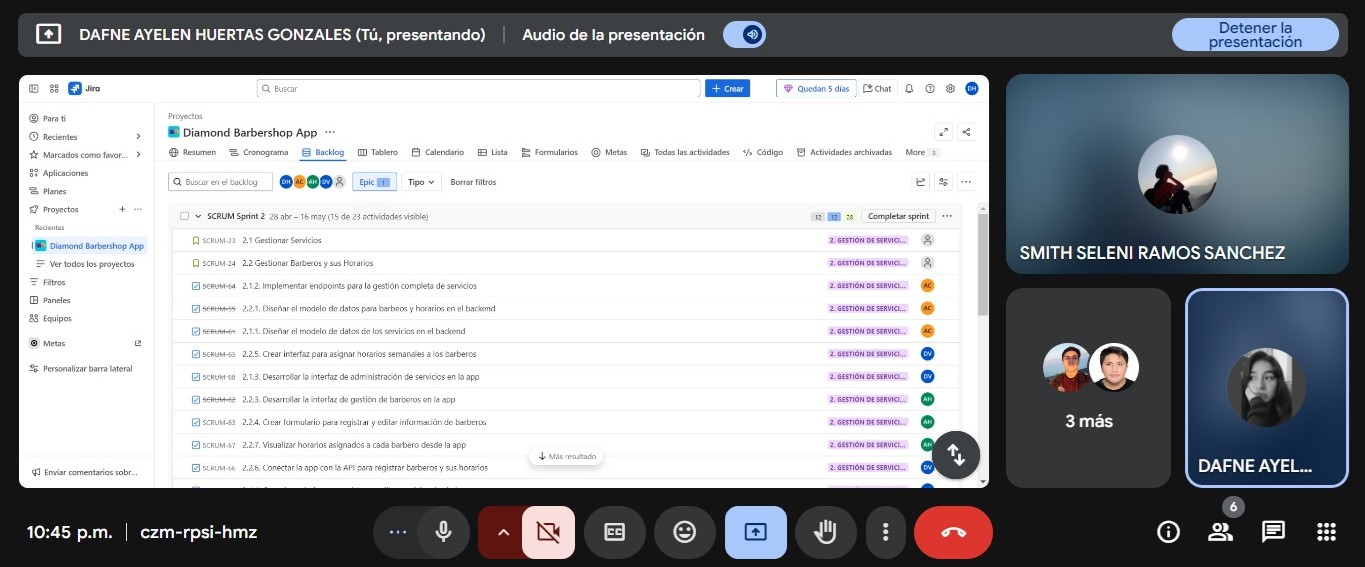 DAFNE AYELEN HUERTAS GONZALES (Tú, presentando)
Audio de la presentación
Detener la presentación
Jira
Buscar
Crear
Quedan 5 días
Chat
DH
Para ti
Recientes
Marcados como favor...
Aplicaciones
Planes
Proyectos
Recientes
Diamond Barbershop App
Ver todos los proyectos
Filtros
Paneles
Equipos
Metas
Personalizar barra lateral
Enviar comentarios sobr...
Proyectos
Diamond Barbershop App
Resumen Cronograma Backlog Tablero Calendario Lista Formularios Metas Todas las actividades Código Actividades archivadas More
Buscar en el backlog DH AC AH DV Epic 1 Tipo Borrar filtros
SCRUM Sprint 2 28 abr – 16 may (15 de 23 actividades visible) 12 12 28 Completar sprint
SCRUM-23 2.1 Gestionar Servicios 2. GESTIÓN DE SERVICI...
SCRUM-24 2.2 Gestionar Barberos y sus Horarios 2. GESTIÓN DE SERVICI...
SCRUM-64 2.1.2. Implementar endpoints para la gestión completa de servicios 2. GESTIÓN DE SERVICI... AC
SCRUM-59 2.2.1. Diseñar el modelo de datos para barbeos y horarios en el backend 2. GESTIÓN DE SERVICI... AC
SCRUM-61 2.1.1. Diseñar el modelo de datos de los servicios en el backend 2. GESTIÓN DE SERVICI... AC
SCRUM-65 2.2.5. Crear interfaz para asignar horarios semanales a los barberos 2. GESTIÓN DE SERVICI... DV
SCRUM-60 2.1.3. Desarrollar la interfaz de administración de servicios en la app 2. GESTIÓN DE SERVICI... DV
SCRUM-62 2.2.3. Desarrollar la interfaz de gestión de barberos en la app 2. GESTIÓN DE SERVICI... AH
SCRUM-63 2.2.4. Crear formulario para registrar y editar información de barberos 2. GESTIÓN DE SERVICI... AH
SCRUM-67 2.2.7. Visualizar horarios asignados a cada barbero desde la app 2. GESTIÓN DE SERVICI... AH
SCRUM-66 2.2.6. Conectar la app con la API para registrar barberos y sus horarios 2. GESTIÓN DE SERVICI... DV
Más resultado
SMITH SELENI RAMOS SANCHEZ
3 más
DAFNE AYEL...
10:45 p.m. | czm-rpsi-hmz
CC
6